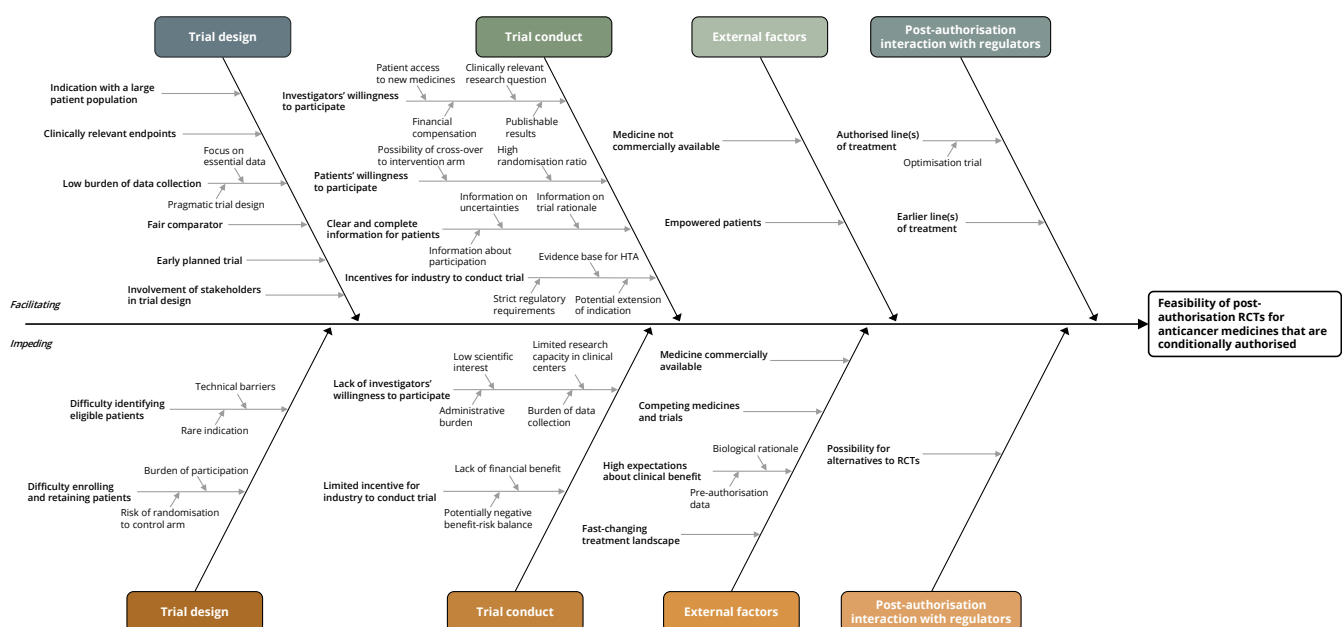 Trial design
Trial conduct
External factors
Post-authorisation
interaction with regulators
Indication with a large
patient population
Clinically relevant endpoints
Focus on
essential data
Low burden of data collection
Pragmatic trial design
Fair comparator
Early planned trial
Involvement of stakeholders
in trial design
Patient access
to new medicines
Clinically relevant
research question
Investigators’ willingness
to participate
Financial
compensation
Publishable
results
Possibility of cross-over
to intervention arm
High
randomisation ratio
Patients’ willingness
to participate
Information on
uncertainties
Information on
trial rationale
Clear and complete
information for patients
Information about
participation
Evidence base for HTA
Incentives for industry to conduct trial
Strict regulatory
requirements
Potential extension
of indication
Medicine not
commercially available
Empowered patients
Authorised line(s)
of treatment
Optimisation trial
Earlier line(s)
of treatment
Facilitating
Impeding
Feasibility of post-
authorisation RCTs for
anticancer medicines that are
conditionally authorised
Technical barriers
Difficulty identifying
eligible patients
Rare indication
Burden of participation
Difficulty enrolling
and retaining patients
Risk of randomisation
to control arm
Low scientific
interest
Limited research
capacity in clinical
centers
Lack of investigators’
willingness to participate
Administrative
burden
Burden of data
collection
Lack of financial benefit
Limited incentive for
industry to conduct trial
Potentially negative
benefit-risk balance
Medicine commercially
available
Competing medicines
and trials
Biological rationale
High expectations
about clinical benefit
Pre-authorisation
data
Fast-changing
treatment landscape
Possibility for
alternatives to RCTs
Trial design
Trial conduct
External factors
Post-authorisation
interaction with regulators